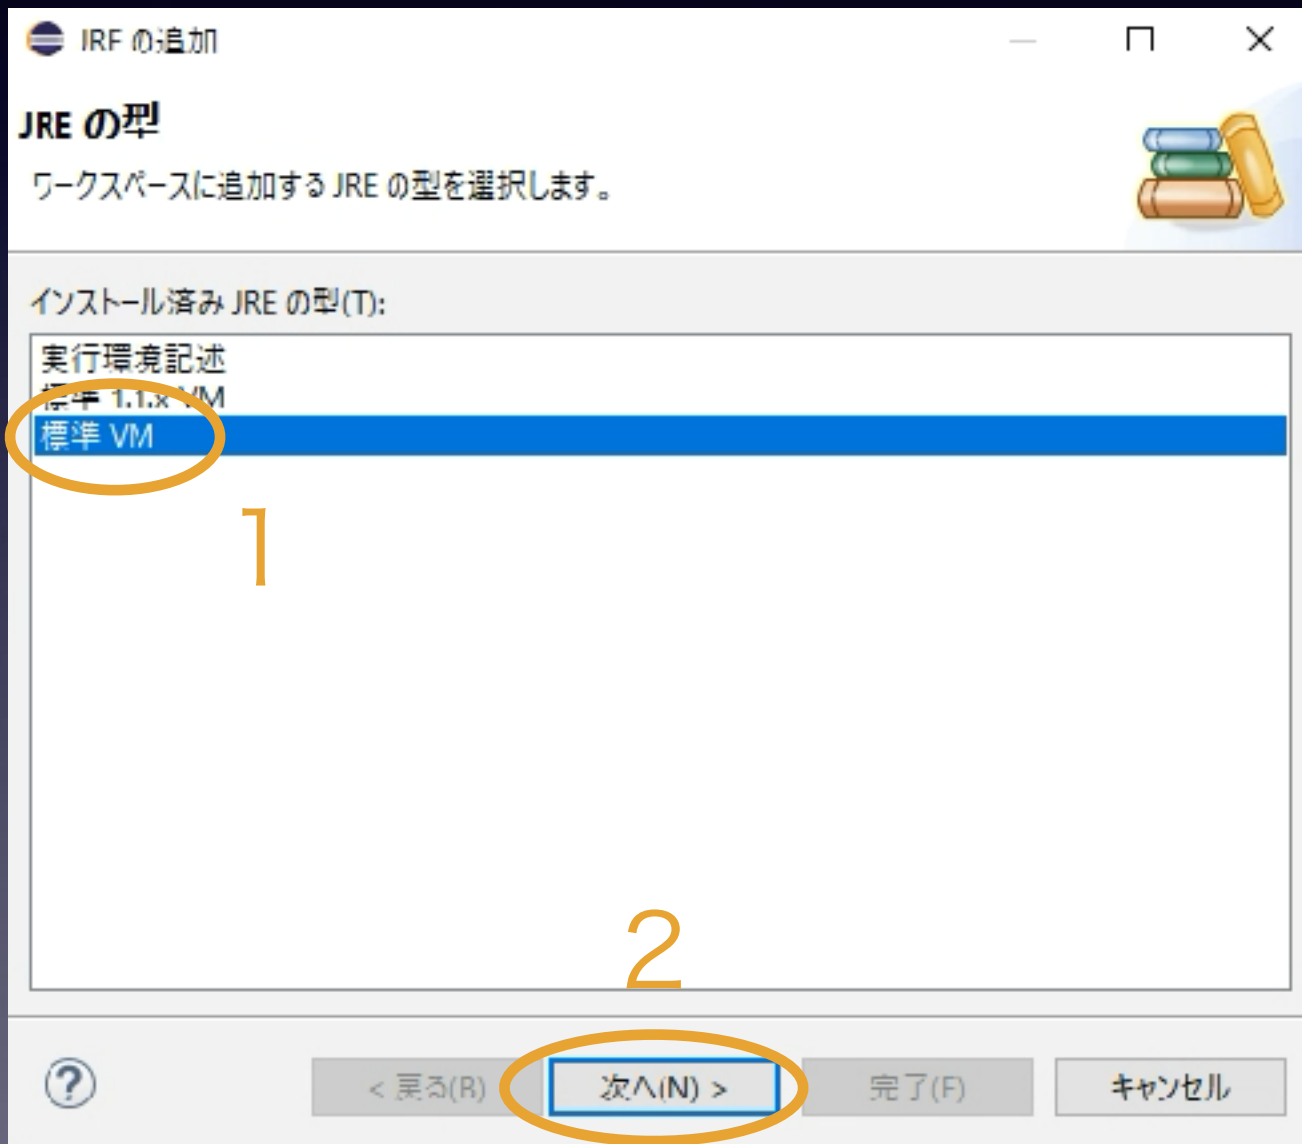 JRE の追加
JRE の型
ワークスペースに追加する JRE の型を選択します。
インストール済み JRE の型(T):
実行環境記述
標準 1.1.x VM
標準 VM
1
2
?
< 戻る(B)
次へ(N) >
完了(F)
キャンセル